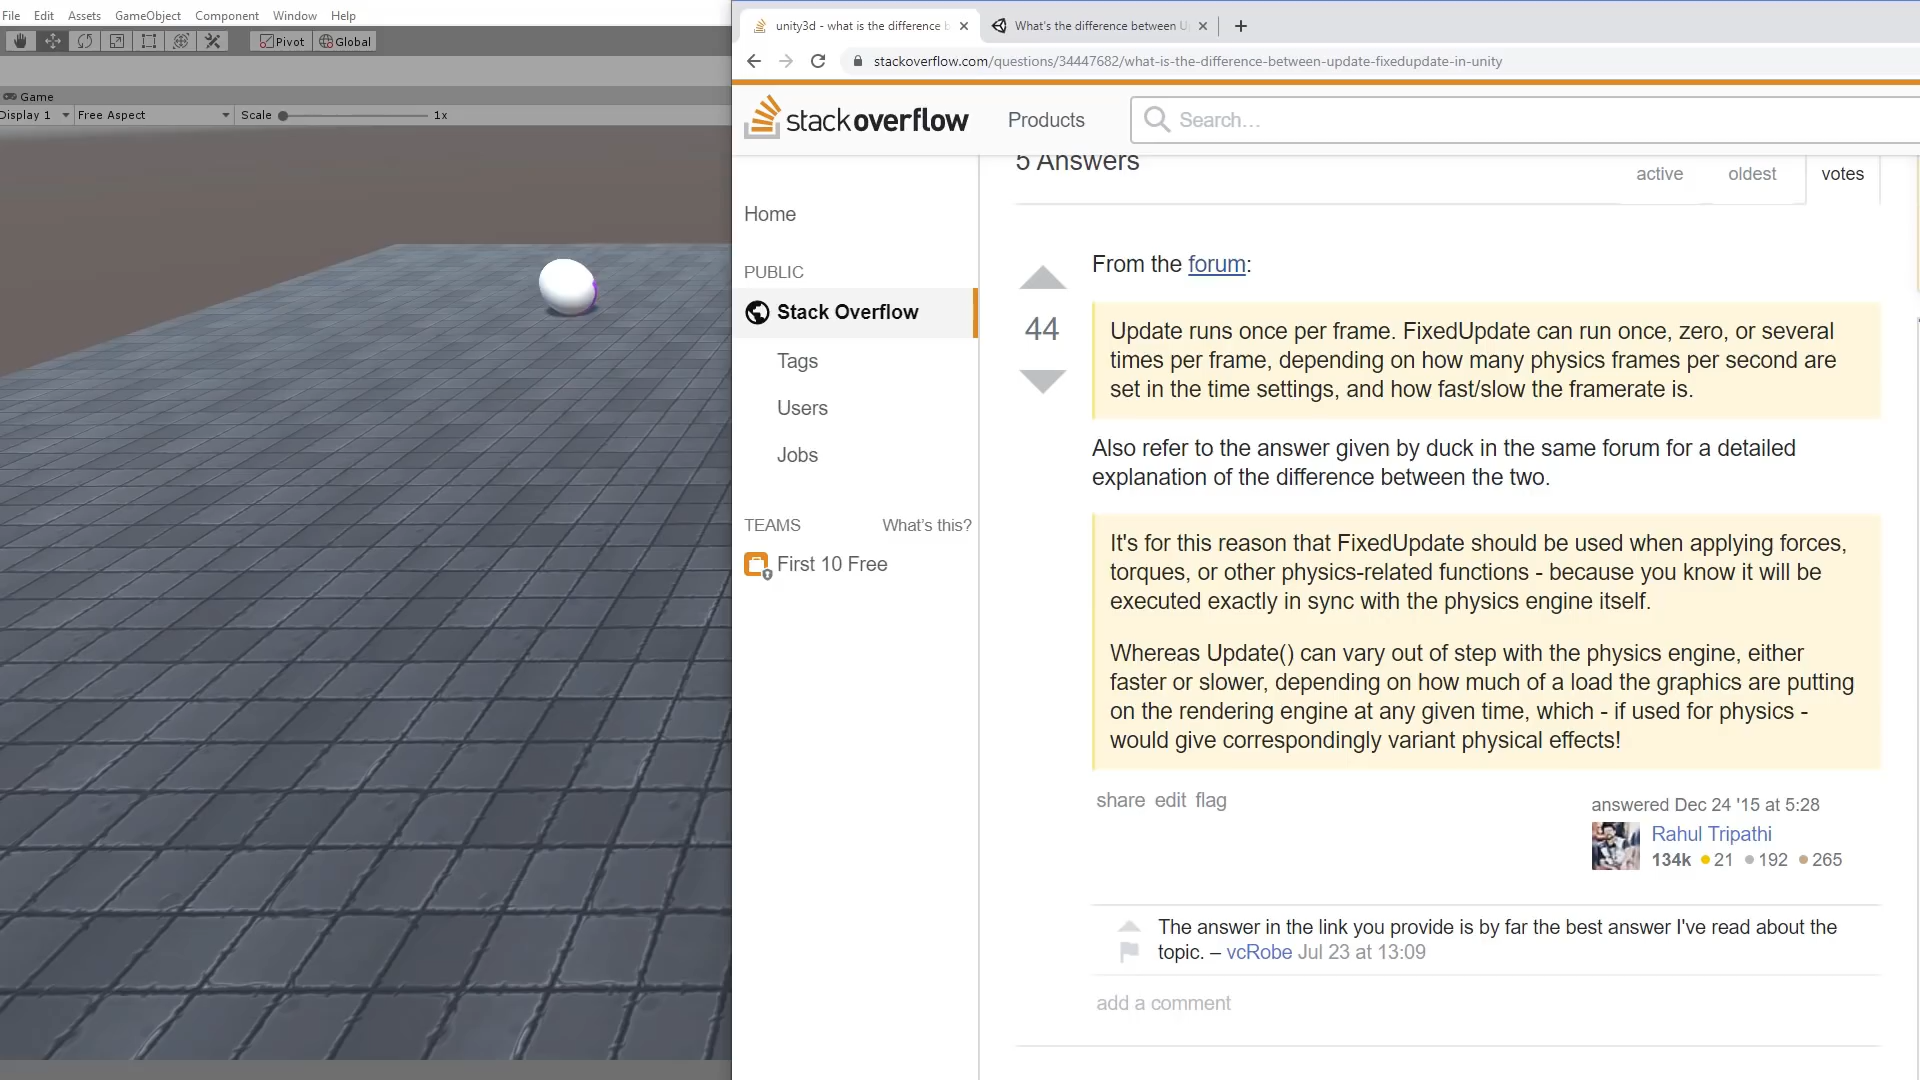 File Edit Assets GameObject Component Window Help
Pivot Global
Game
Display 1 Free Aspect Scale 1x
unity3d - what is the difference b
What's the difference between U
stackoverflow.com/questions/34447682/what-is-the-difference-between-update-fixedupdate-in-unity
stackoverflow Products Search…
5 Answers
active oldest votes
Home
PUBLIC
Stack Overflow
Tags
Users
Jobs
TEAMS What's this?
First 10 Free
From the forum:
44
Update runs once per frame. FixedUpdate can run once, zero, or several
times per frame, depending on how many physics frames per second are
set in the time settings, and how fast/slow the framerate is.
Also refer to the answer given by duck in the same forum for a detailed
explanation of the difference between the two.
It's for this reason that FixedUpdate should be used when applying forces,
torques, or other physics-related functions - because you know it will be
executed exactly in sync with the physics engine itself.
Whereas Update() can vary out of step with the physics engine, either
faster or slower, depending on how much of a load the graphics are putting
on the rendering engine at any given time, which - if used for physics -
would give correspondingly variant physical effects!
share edit flag
answered Dec 24 '15 at 5:28
Rahul Tripathi
134k 21 192 265
The answer in the link you provide is by far the best answer I've read about the
topic. – vcRobe Jul 23 at 13:09
add a comment